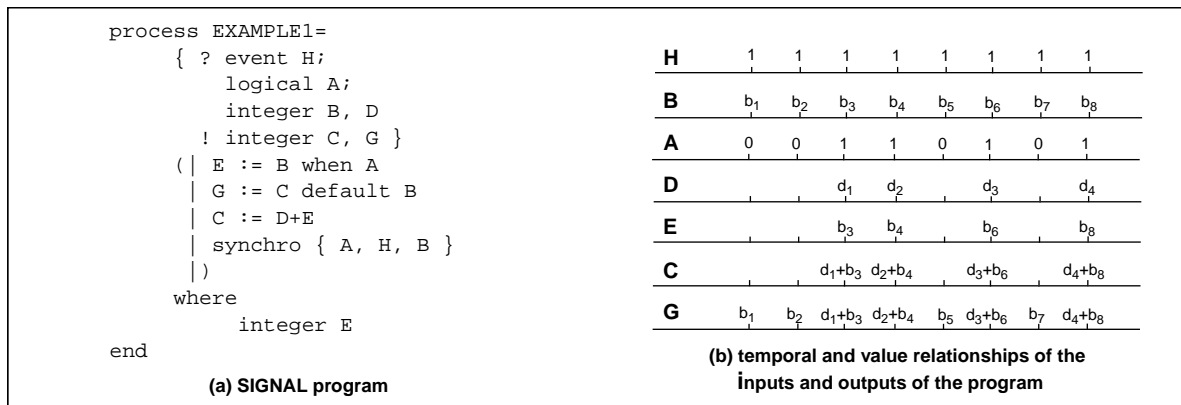 process EXAMPLE1=
{ ? event H;
logical A;
integer B, D
! integer C, G }
(| E := B when A
| G := C default B
| C := D+E
| synchro { A, H, B }
|)
where
integer E
end
(a) SIGNAL program
H 1 1 1 1 1 1 1 1
B b1 b2 b3 b4 b5 b6 b7 b8
A 0 0 1 1 0 1 0 1
D d1 d2 d3 d4
E b3 b4 b6 b8
C d1+b3 d2+b4 d3+b6 d4+b8
G b1 b2 d1+b3 d2+b4 b5 d3+b6 b7 d4+b8
(b) temporal and value relationships of the
inputs and outputs of the program